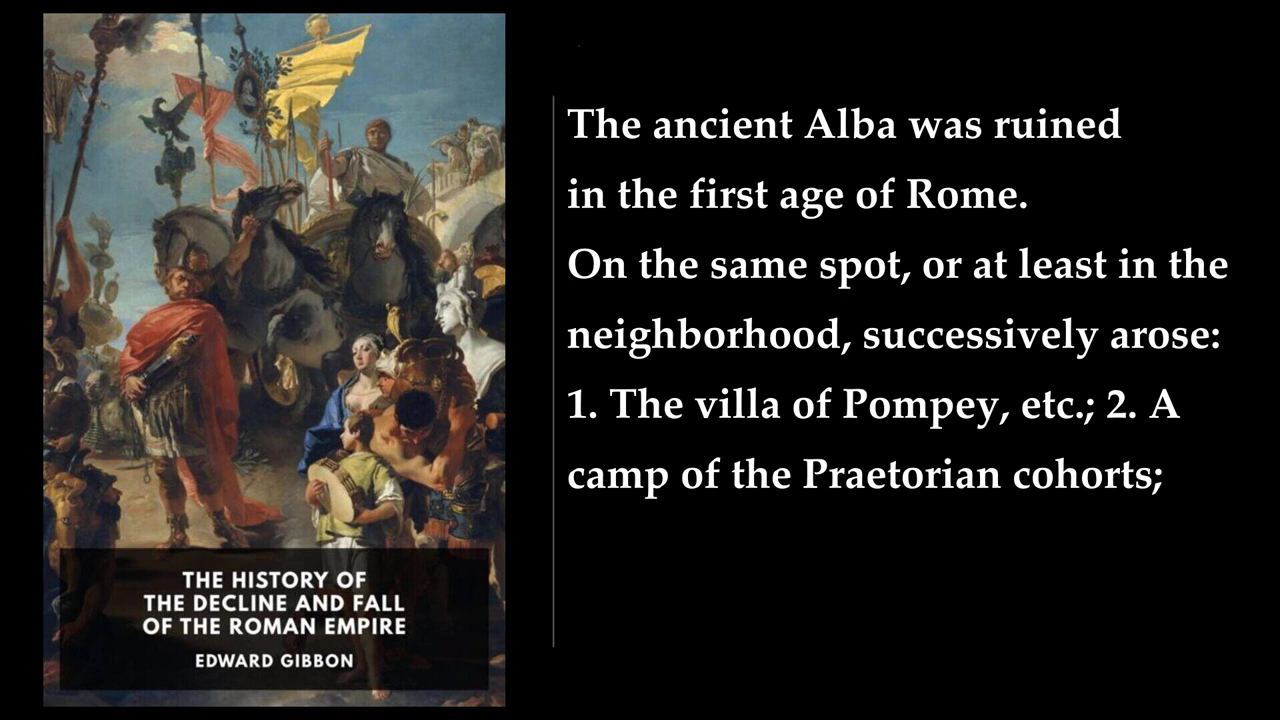 THE HISTORY OF
THE DECLINE AND FALL
OF THE ROMAN EMPIRE
EDWARD GIBBON
The ancient Alba was ruined
in the first age of Rome.
On the same spot, or at least in the
neighborhood, successively arose:
1. The villa of Pompey, etc.; 2. A
camp of the Praetorian cohorts;